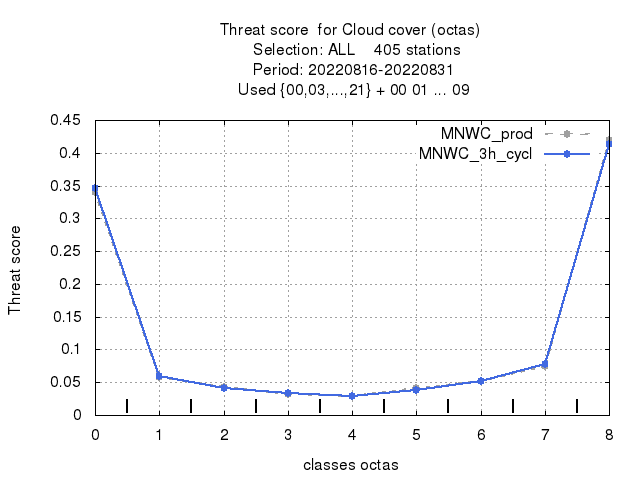 Threat score  for Cloud cover (octas)
Selection: ALL    405 stations
Period: 20220816-20220831
Used {00,03,...,21} + 00 01 ... 09
MNWC_prod
MNWC_3h_cycl
Threat score
0.45
0.4
0.35
0.3
0.25
0.2
0.15
0.1
0.05
0
0 1 2 3 4 5 6 7 8
classes octas